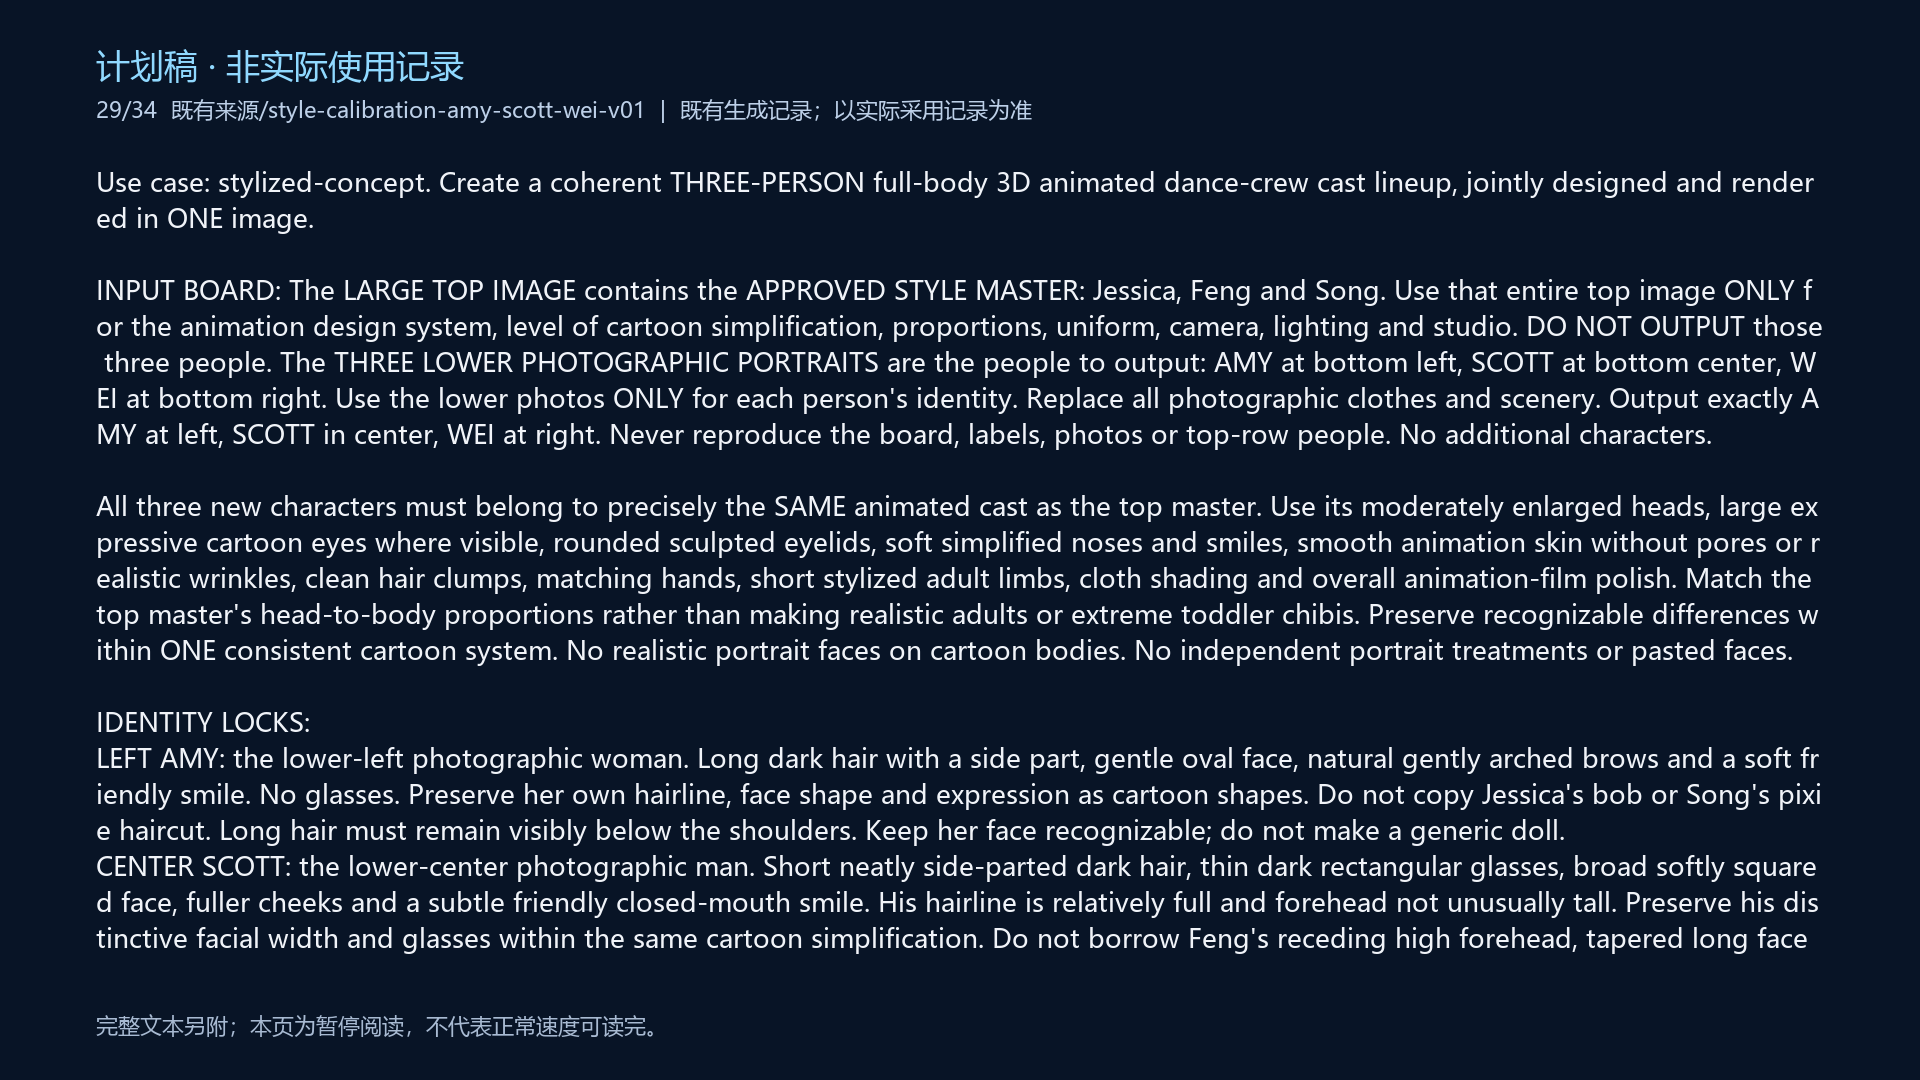 计划稿 · 非实际使用记录
29/34 既有来源/style-calibration-amy-scott-wei-v01 | 既有生成记录；以实际采用记录为准
Use case: stylized-concept. Create a coherent THREE-PERSON full-body 3D animated dance-crew cast lineup, jointly designed and render
ed in ONE image.
INPUT BOARD: The LARGE TOP IMAGE contains the APPROVED STYLE MASTER: Jessica, Feng and Song. Use that entire top image ONLY f
or the animation design system, level of cartoon simplification, proportions, uniform, camera, lighting and studio. DO NOT OUTPUT those
three people. The THREE LOWER PHOTOGRAPHIC PORTRAITS are the people to output: AMY at bottom left, SCOTT at bottom center, W
EI at bottom right. Use the lower photos ONLY for each person's identity. Replace all photographic clothes and scenery. Output exactly A
MY at left, SCOTT in center, WEI at right. Never reproduce the board, labels, photos or top-row people. No additional characters.
All three new characters must belong to precisely the SAME animated cast as the top master. Use its moderately enlarged heads, large ex
pressive cartoon eyes where visible, rounded sculpted eyelids, soft simplified noses and smiles, smooth animation skin without pores or r
ealistic wrinkles, clean hair clumps, matching hands, short stylized adult limbs, cloth shading and overall animation-film polish. Match the
top master's head-to-body proportions rather than making realistic adults or extreme toddler chibis. Preserve recognizable differences w
ithin ONE consistent cartoon system. No realistic portrait faces on cartoon bodies. No independent portrait treatments or pasted faces.
IDENTITY LOCKS:
LEFT AMY: the lower-left photographic woman. Long dark hair with a side part, gentle oval face, natural gently arched brows and a soft fr
iendly smile. No glasses. Preserve her own hairline, face shape and expression as cartoon shapes. Do not copy Jessica's bob or Song's pixi
e haircut. Long hair must remain visibly below the shoulders. Keep her face recognizable; do not make a generic doll.
CENTER SCOTT: the lower-center photographic man. Short neatly side-parted dark hair, thin dark rectangular glasses, broad softly square
d face, fuller cheeks and a subtle friendly closed-mouth smile. His hairline is relatively full and forehead not unusually tall. Preserve his dis
tinctive facial width and glasses within the same cartoon simplification. Do not borrow Feng's receding high forehead, tapered long face
完整文本另附；本页为暂停阅读，不代表正常速度可读完。